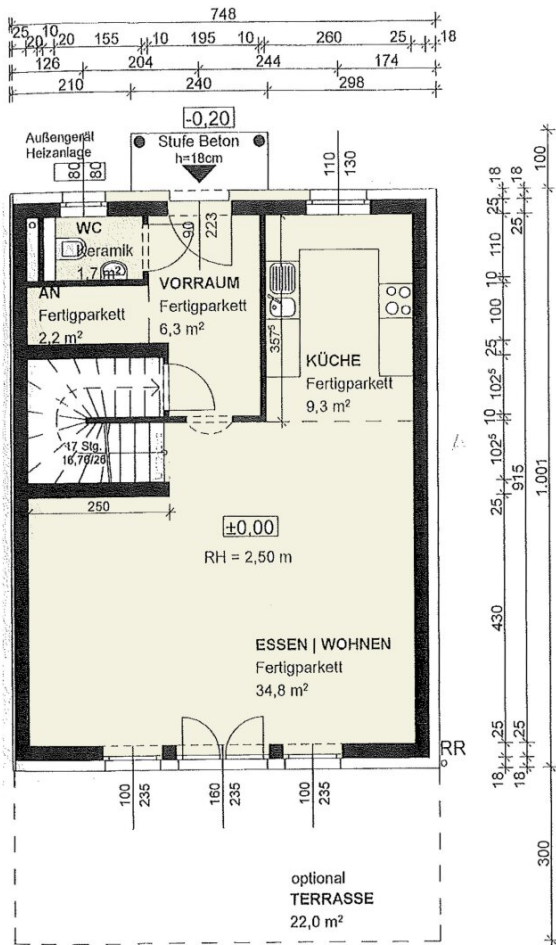 748
25 20 10 20 155 10 195 10 260 25 18
126 204 244 174
210 240 298
-0,20
Außengerät
Heizanlage
Stufe Beton
h=18cm
80 80
110
130
WC
Keramik
1,7 m²
90
223
AN
Fertigparkett
2,2 m²
VORRAUM
Fertigparkett
6,3 m²
357⁵
KÜCHE
Fertigparkett
9,3 m²
17 Stg.
16,76/26
250
±0,00
RH = 2,50 m
ESSEN | WOHNEN
Fertigparkett
34,8 m²
RR
100
235
160
235
100
235
optional
TERRASSE
22,0 m²
18 25 110 10 100 25 102⁵ 10 102⁵ 25 430 25 18
18 25 915 25 18
100 1.001 300